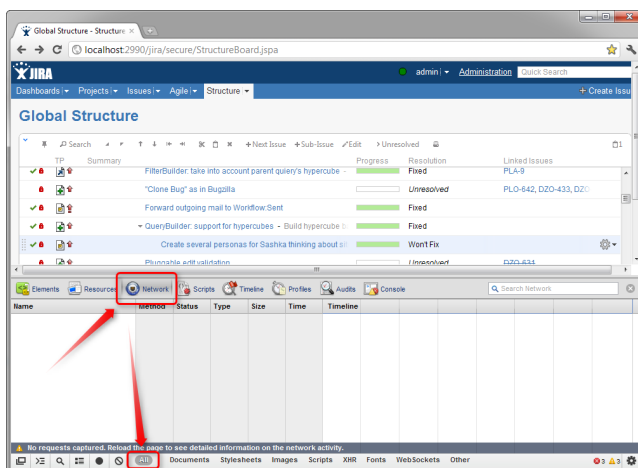 Global Structure - Structure
localhost:2990/jira/secure/StructureBoard.jspa
JIRA admin Administration Quick Search
Dashboards Projects Issues Agile Structure + Create Issu
Global Structure
Search +Next Issue +Sub-Issue Edit > Unresolved 1
TP Summary Progress Resolution Linked Issues
FilterBuilder: take into account parent quiery's hypercube - Fixed PLA-9
"Clone Bug" as in Bugzilla Unresolved PLO-642, DZO-433, DZO
Forward outgoing mail to Workflow:Sent Fixed
QueryBuilder: support for hypercubes - Build hypercube b Fixed
Create several personas for Sashka thinking about all Won't Fix
Pluggable edit validation Unresolved DZO-631
Elements Resources Network Scripts Timeline Profiles Audits Console Search Network
Name Method Status Type Size Time Timeline
No requests captured. Reload the page to see detailed information on the network activity.
All Documents Stylesheets Images Scripts XHR Fonts WebSockets Other 3 3